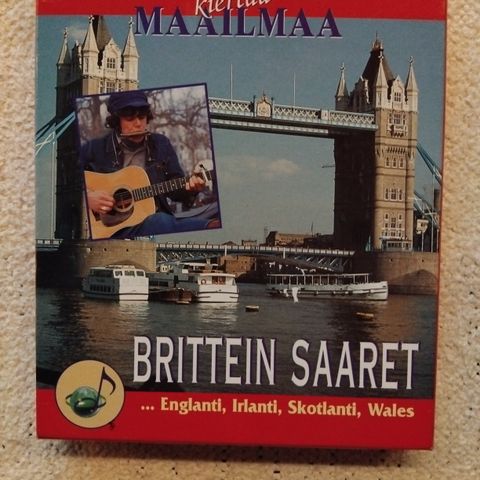 kiertää
MAAILMAA
BRITTEIN SAARET
... Englanti, Irlanti, Skotlanti, Wales